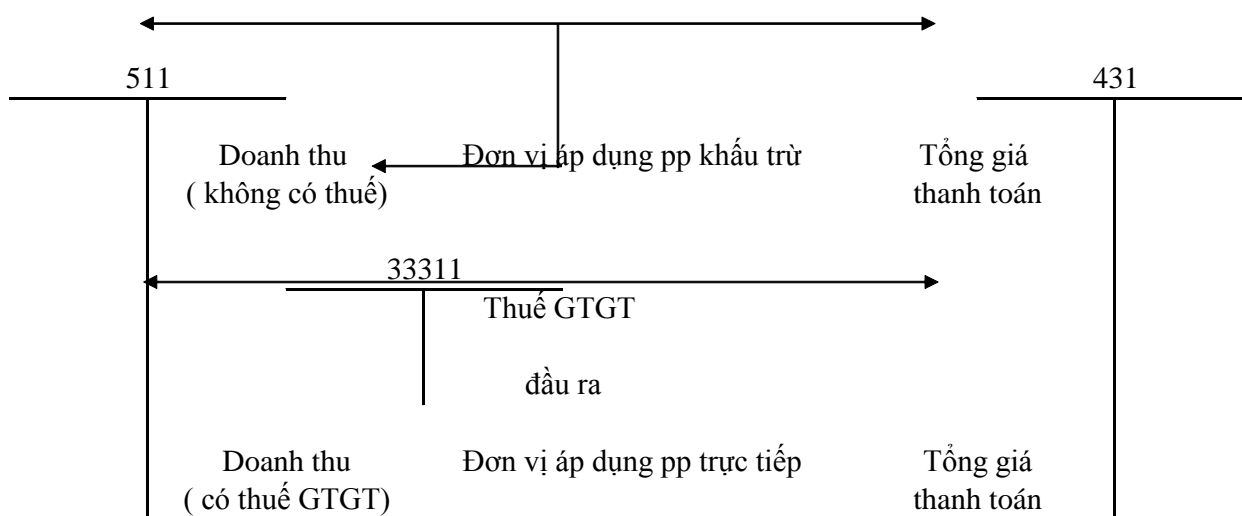 511 431
Doanh thu Đơn vị áp dụng pp khấu trừ Tổng giá
( không có thuế) thanh toán
33311
Thuế GTGT
đầu ra
Doanh thu Đơn vị áp dụng pp trực tiếp Tổng giá
( có thuế GTGT) thanh toán